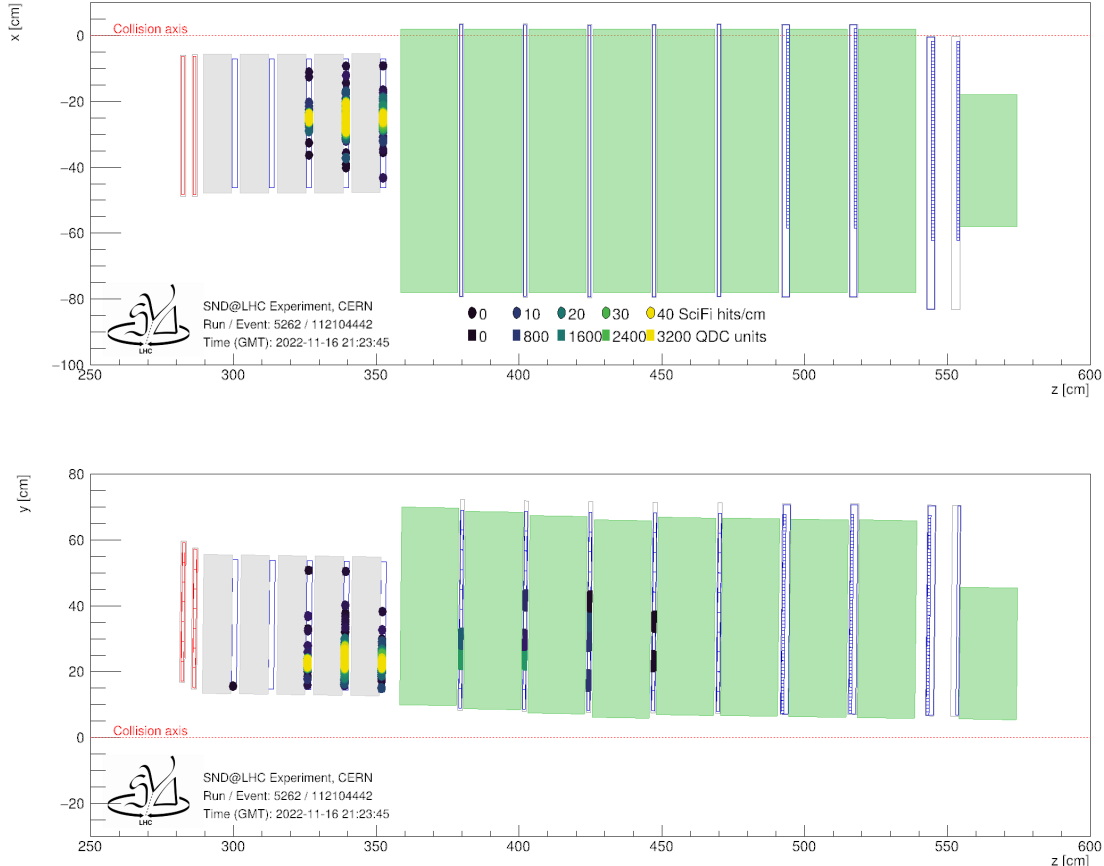 x [cm]
0
−20
−40
−60
−80
−100
Collision axis
SND@LHC Experiment, CERN
Run / Event: 5262 / 112104442
Time (GMT): 2022-11-16 21:23:45
LHC
0 10 20 30 40 SciFi hits/cm
0 800 1600 2400 3200 QDC units
250 300 350 400 450 500 550 600
z [cm]
y [cm]
80
60
40
20
0
−20
Collision axis
SND@LHC Experiment, CERN
Run / Event: 5262 / 112104442
Time (GMT): 2022-11-16 21:23:45
LHC
250 300 350 400 450 500 550 600
z [cm]